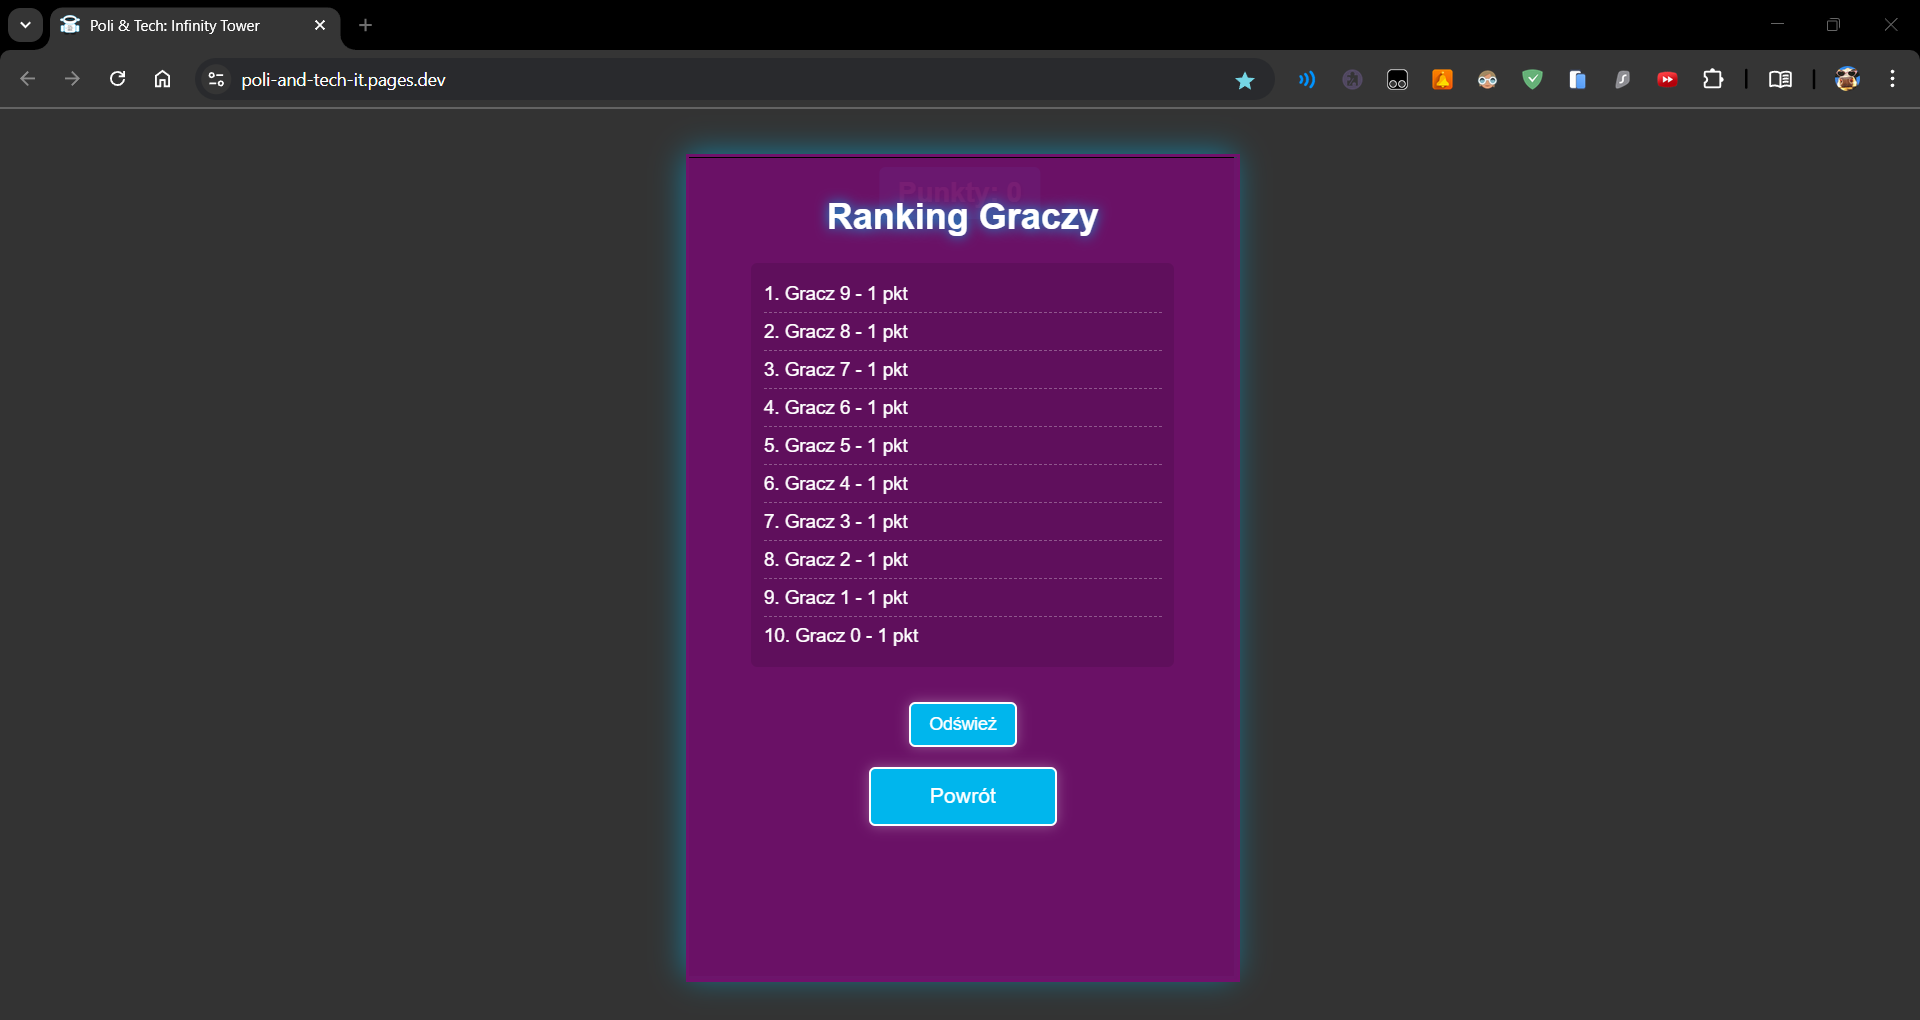 Poli & Tech: Infinity Tower
poli-and-tech-it.pages.dev
Punkty: 0
Ranking Graczy
1. Gracz 9 - 1 pkt
2. Gracz 8 - 1 pkt
3. Gracz 7 - 1 pkt
4. Gracz 6 - 1 pkt
5. Gracz 5 - 1 pkt
6. Gracz 4 - 1 pkt
7. Gracz 3 - 1 pkt
8. Gracz 2 - 1 pkt
9. Gracz 1 - 1 pkt
10. Gracz 0 - 1 pkt
Odśwież
Powrót